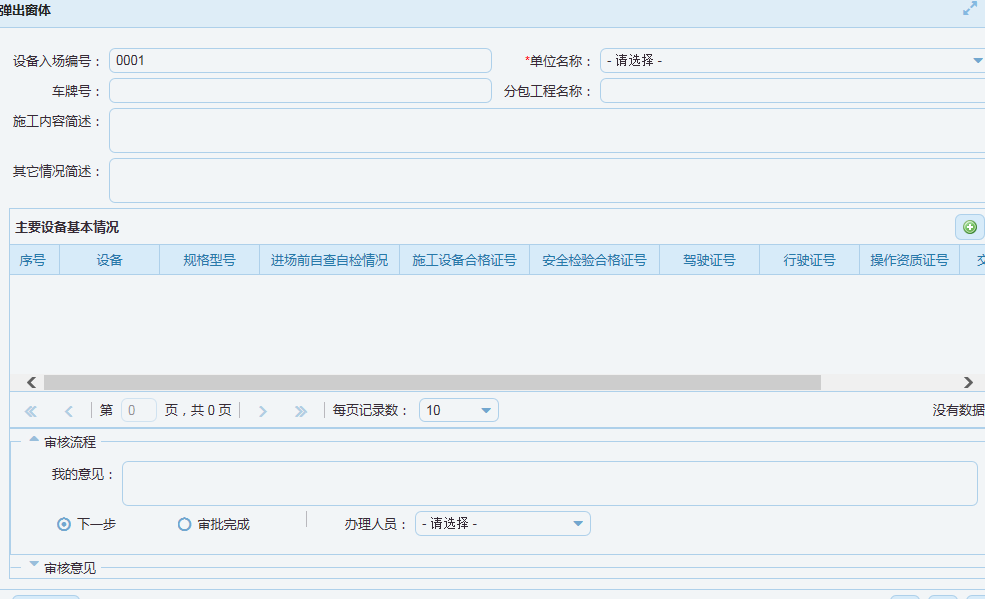 弹出窗体
设备入场编号： 0001 *单位名称： - 请选择 -
车牌号： 分包工程名称：
施工内容简述：
其它情况简述：
主要设备基本情况
序号 设备 规格型号 进场前自查自检情况 施工设备合格证号 安全检验合格证号 驾驶证号 行驶证号 操作资质证号
第 0 页 , 共 0 页 每页记录数： 10 没有数据
审核流程
我的意见：
下一步 审批完成 办理人员： - 请选择 -
审核意见